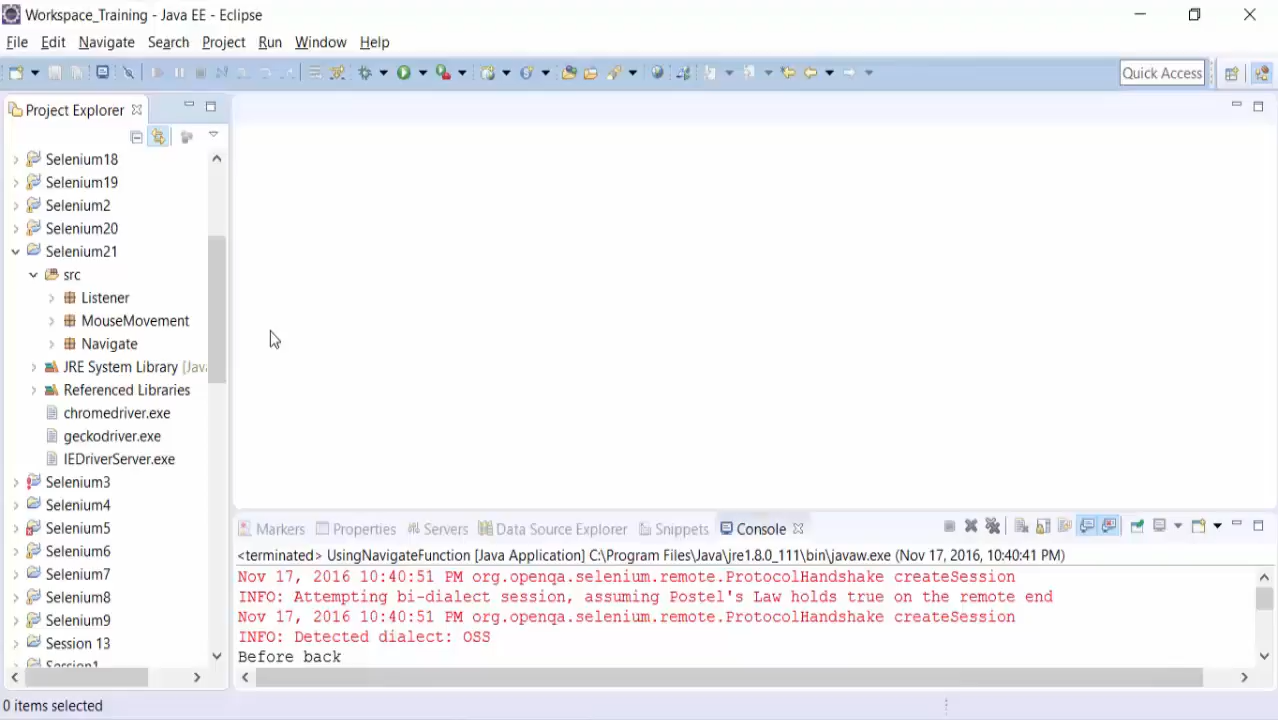 Workspace_Training - Java EE - Eclipse
File Edit Navigate Search Project Run Window Help
Quick Access
Project Explorer
Selenium18
Selenium19
Selenium2
Selenium20
Selenium21
src
Listener
MouseMovement
Navigate
JRE System Library [Java
Referenced Libraries
chromedriver.exe
geckodriver.exe
IEDriverServer.exe
Selenium3
Selenium4
Selenium5
Selenium6
Selenium7
Selenium8
Selenium9
Session 13
Session1
Markers Properties Servers Data Source Explorer Snippets Console
<terminated> UsingNavigateFunction [Java Application] C:\Program Files\Java\jre1.8.0_111\bin\javaw.exe (Nov 17, 2016, 10:40:41 PM)
Nov 17, 2016 10:40:51 PM org.openqa.selenium.remote.ProtocolHandshake createSession
INFO: Attempting bi-dialect session, assuming Postel's Law holds true on the remote end
Nov 17, 2016 10:40:51 PM org.openqa.selenium.remote.ProtocolHandshake createSession
INFO: Detected dialect: OSS
Before back
0 items selected